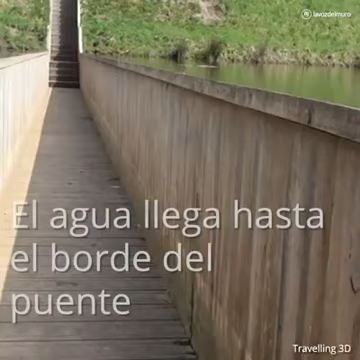 lavozdelmuro
El agua llega hasta
el borde del
puente
Travelling 3D